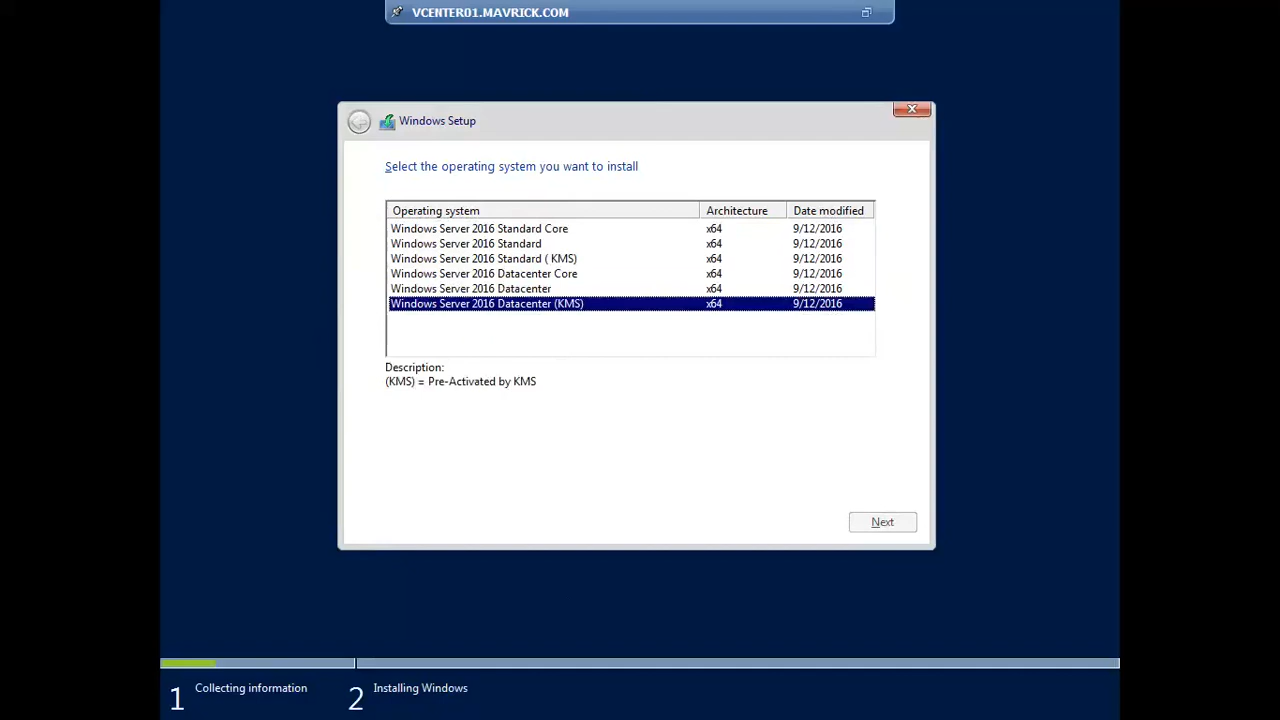 VCENTER01.MAVRICK.COM
Windows Setup
Select the operating system you want to install
Operating system Architecture Date modified
Windows Server 2016 Standard Core x64 9/12/2016
Windows Server 2016 Standard x64 9/12/2016
Windows Server 2016 Standard ( KMS) x64 9/12/2016
Windows Server 2016 Datacenter Core x64 9/12/2016
Windows Server 2016 Datacenter x64 9/12/2016
Windows Server 2016 Datacenter (KMS) x64 9/12/2016
Description:
(KMS) = Pre-Activated by KMS
Next
1 Collecting information 2 Installing Windows